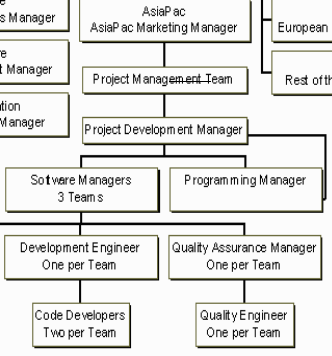 s Manager
AsiaPac
AsiaPac Marketing Manager
European
t Manager
Project Management Team
Rest of th
tion
Manager
Project Development Manager
Software Managers
3 Teams
Programming Manager
Development Engineer
One per Team
Quality Assurance Manager
One per Team
Code Developers
Two per Team
Quality Engineer
One per Team